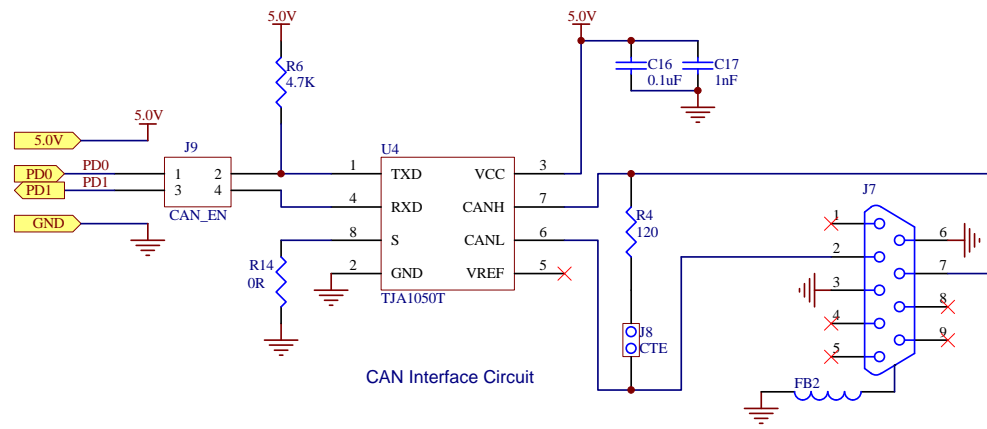 5.0V
5.0V
R6
4.7K
C16
0.1uF
C17
1nF
5.0V
5.0V
J9
U4
PD0
PD0
1
2
1
TXD
VCC
3
PD1
PD1
3
4
4
RXD
CANH
7
CAN_EN
GND
8
S
CANL
6
2
GND
VREF
5
TJA1050T
R14
0R
R4
120
J8
CTE
J7
1
6
2
7
3
8
4
9
5
FB2
CAN Interface Circuit